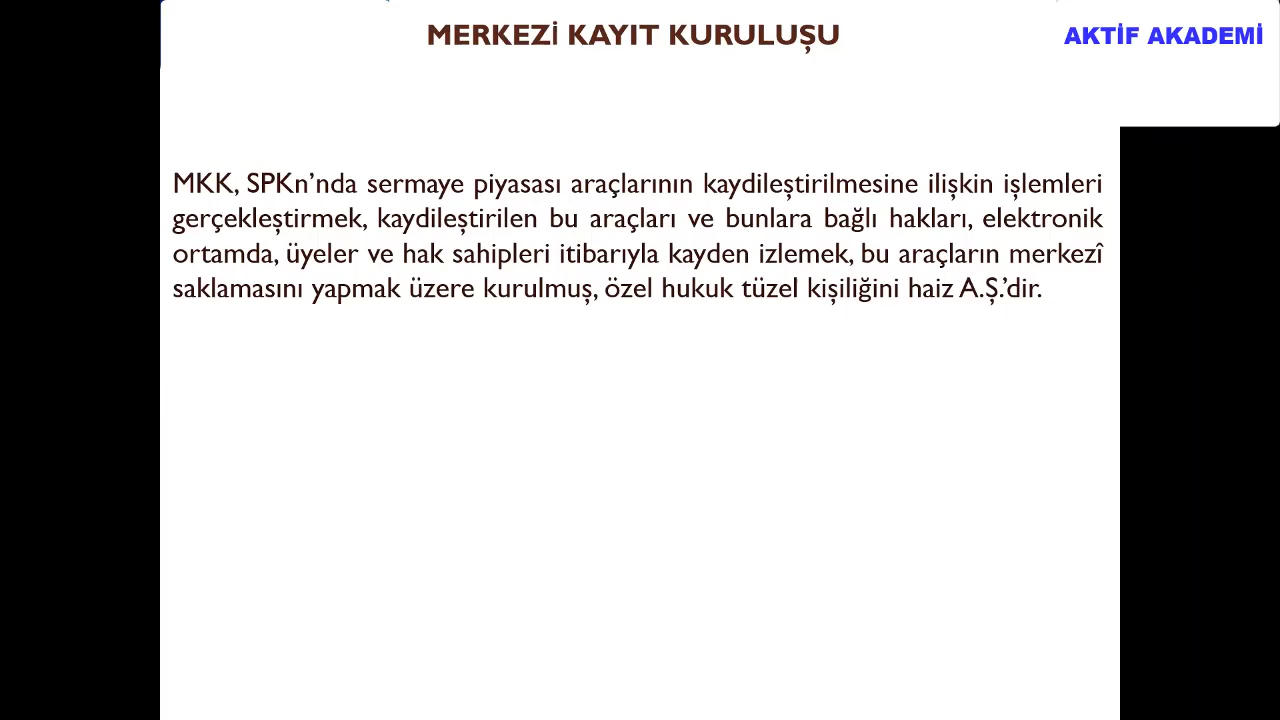 MERKEZİ KAYIT KURULUŞU
AKTİF AKADEMİ
MKK, SPKn’nda sermaye piyasası araçlarının kaydileştirilmesine ilişkin işlemleri
gerçekleştirmek, kaydileştirilen bu araçları ve bunlara bağlı hakları, elektronik
ortamda, üyeler ve hak sahipleri itibarıyla kayden izlemek, bu araçların merkezî
saklamasını yapmak üzere kurulmuş, özel hukuk tüzel kişiliğini haiz A.Ş.’dir.